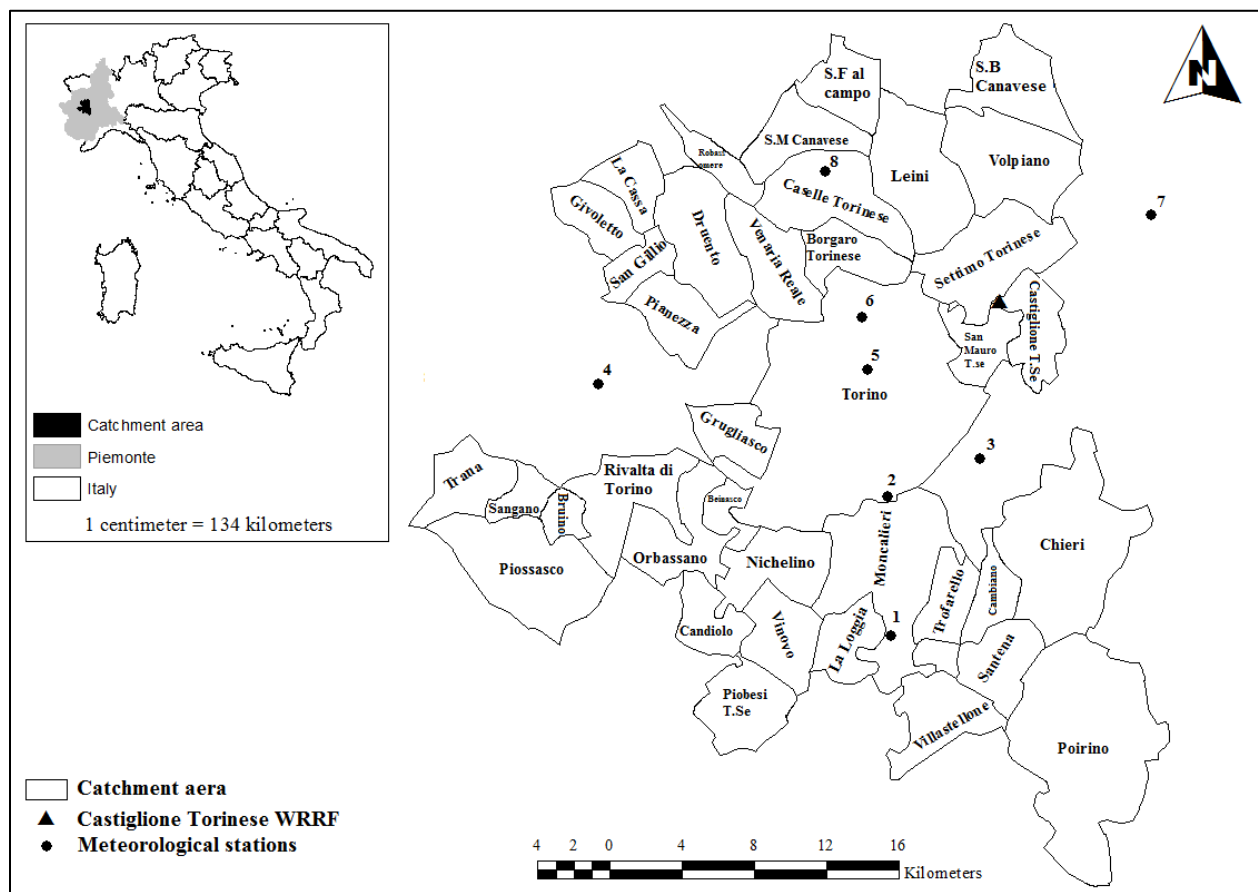 Catchment area
Piemonte
Italy
1 centimeter = 134 kilometers
N
S.F al
campo
S.B
Canavese
S.M Canavese
Robass
omere
8
Volpiano
Leini
La Cassa
Caselle Torinese
7
Givoletto
Druento
Venaria Reale
Borgaro
Torinese
Settimo Torinese
San Gillio
Pianezza
Castiglione T.Se
6
San
Mauro
T.se
5
4
Torino
Grugliasco
3
Trana
Rivalta di
Torino
2
Sangano
Bruino
Beinasco
Moncalieri
Chieri
Piossasco
Orbassano
Nichelino
Trofarello
Cambiano
Candiolo
Vinovo
La Loggia
1
Santena
Piobesi
T.Se
Villastellone
Poirino
Catchment aera
Castiglione Torinese WRRF
Meteorological stations
4 2 0 4 8 12 16
Kilometers